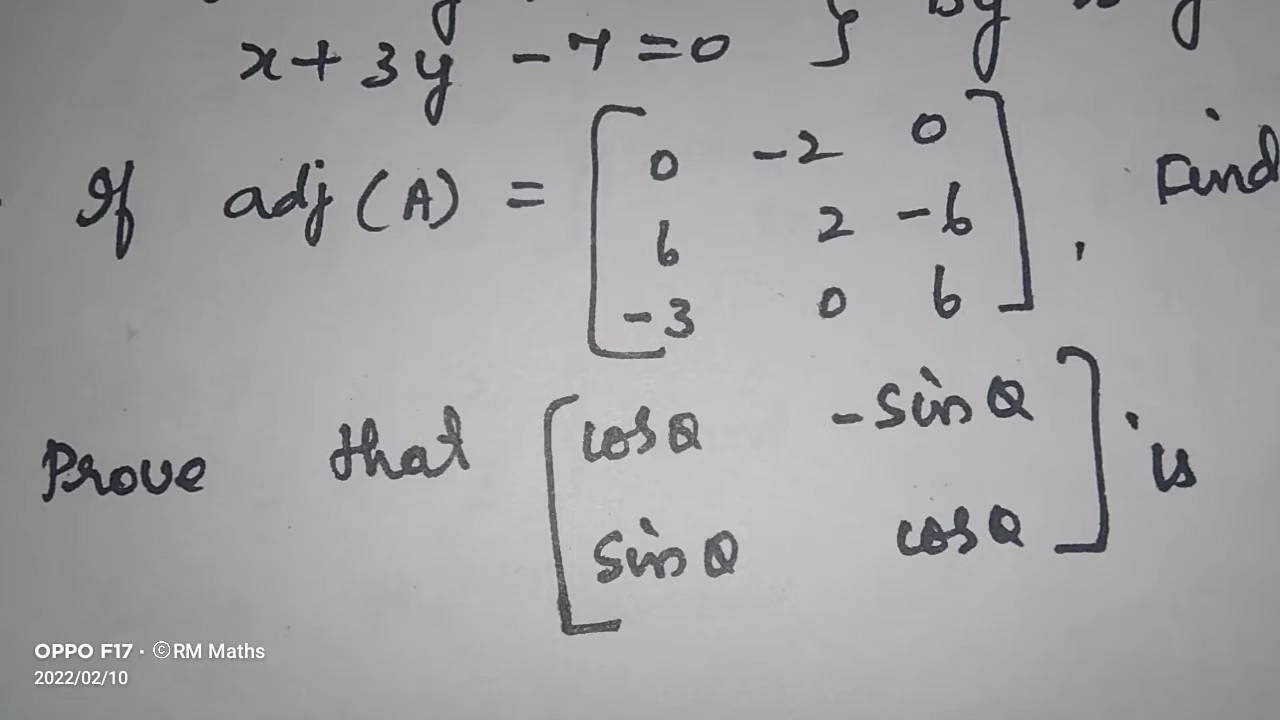 x + 3y - 7 = 0 } by
If adj (A) = [ 0 -2 0
6 2 -6
-3 0 6 ] , Find
Prove that [ cosθ -sinθ
sinθ cosθ ] is
OPPO F17 · ©RM Maths
2022/02/10